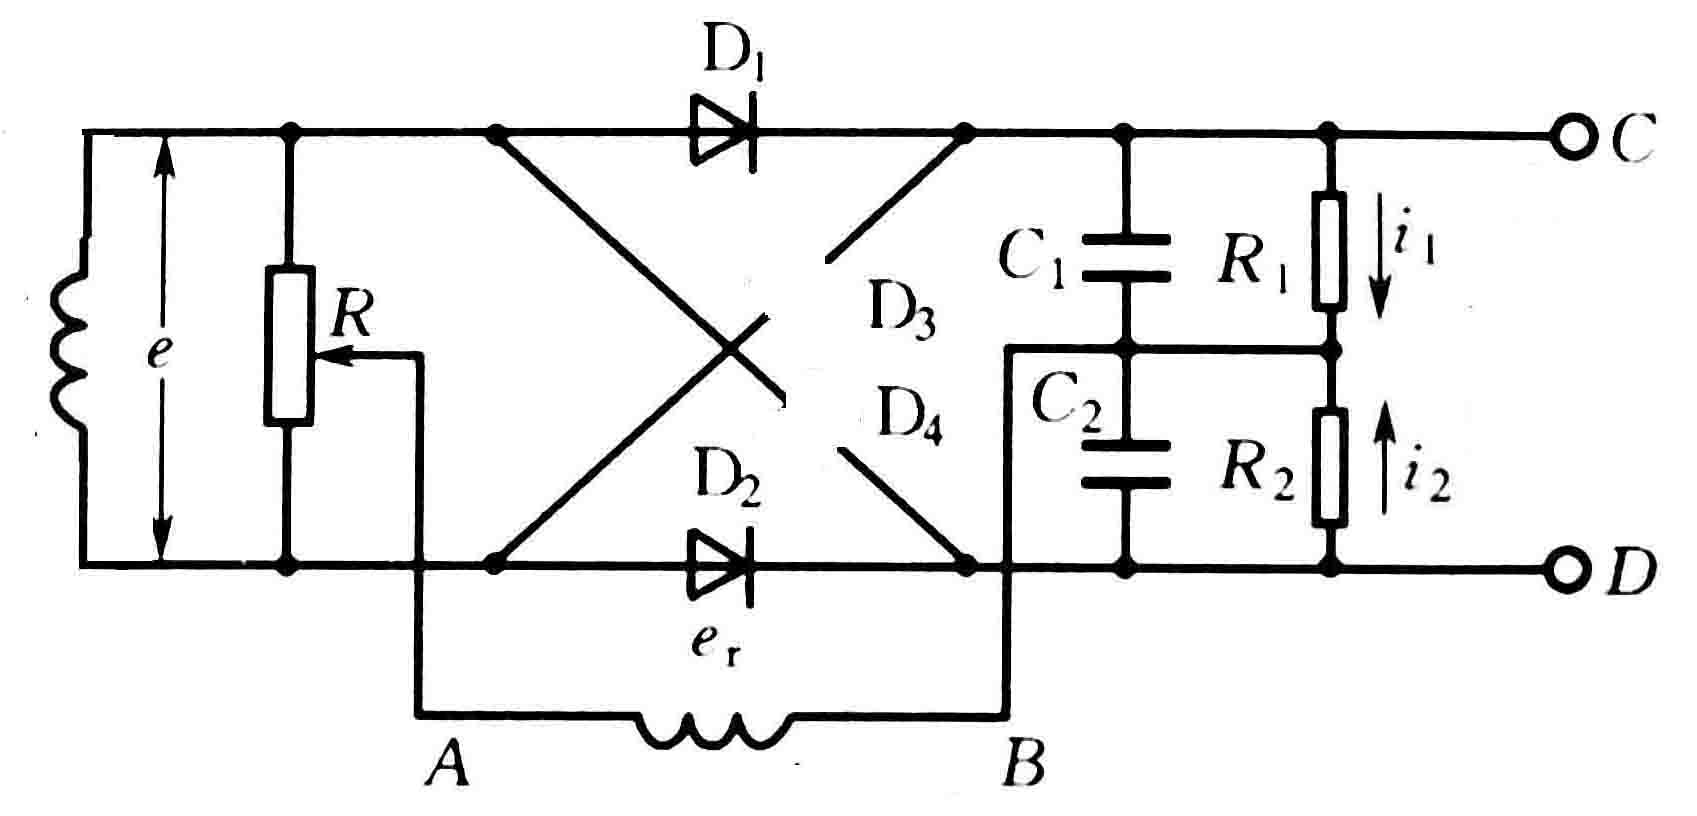 D₁
C
e
R
C₁
R₁
i₁
D₃
C₂
D₄
D₂
R₂
i₂
D
eᵣ
A
B